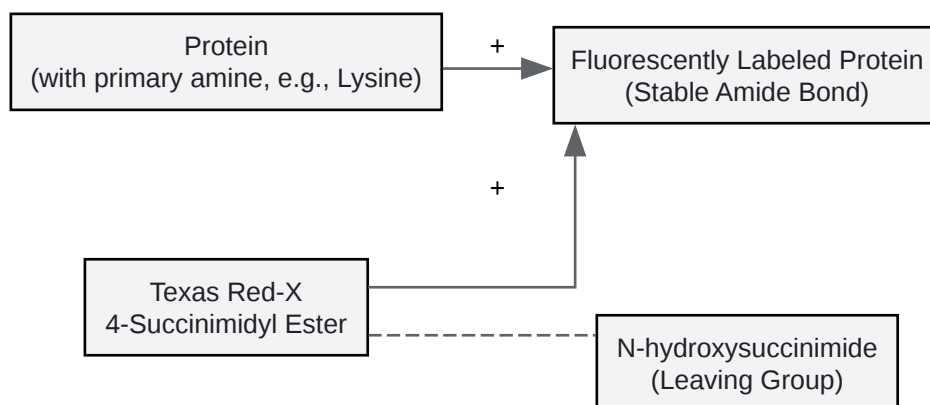 Protein
(with primary amine, e.g., Lysine)
+
Fluorescently Labeled Protein
(Stable Amide Bond)
+
Texas Red-X
4-Succinimidyl Ester
N-hydroxysuccinimide
(Leaving Group)